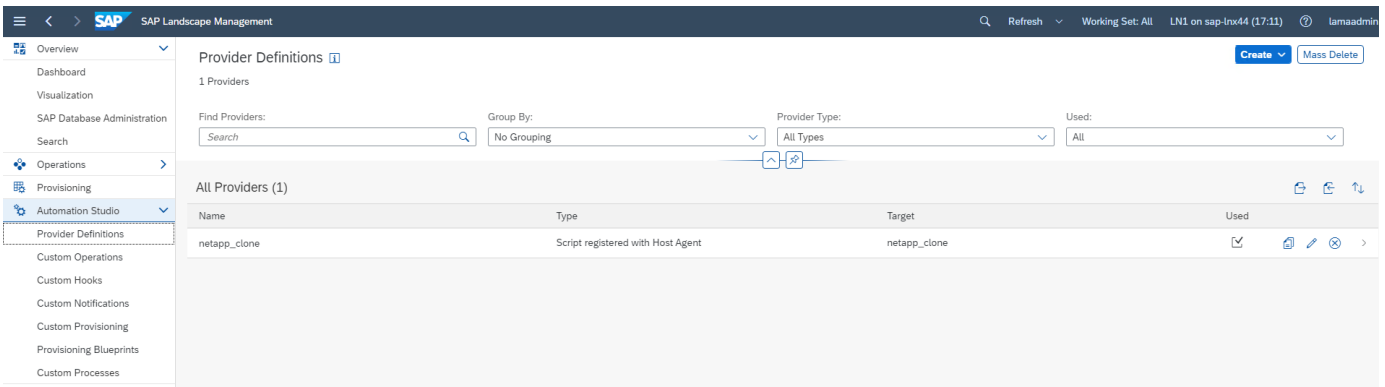 SAP SAP Landscape Management Refresh Working Set: All LN1 on sap-lnx44 (17:11) lamaadmin
Overview
Dashboard
Visualization
SAP Database Administration
Search
Operations
Provisioning
Automation Studio
Provider Definitions
Custom Operations
Custom Hooks
Custom Notifications
Custom Provisioning
Provisioning Blueprints
Custom Processes
Provider Definitions
Create Mass Delete
1 Providers
Find Providers: Group By: Provider Type: Used:
Search No Grouping All Types All
All Providers (1)
Name Type Target Used
netapp_clone Script registered with Host Agent netapp_clone